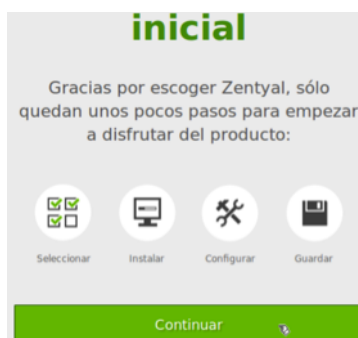 inicial
Gracias por escoger Zentyal, sólo
quedan unos pocos pasos para empezar
a disfrutar del producto:
Seleccionar Instalar Configurar Guardar
Continuar